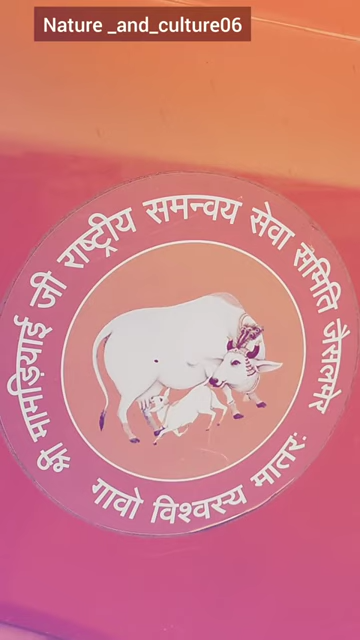 Nature _and_culture06
श्री मामड़ियाई जी राष्ट्रीय समन्वय सेवा समिति जैसलमेर
गावो विश्वस्य मातरः